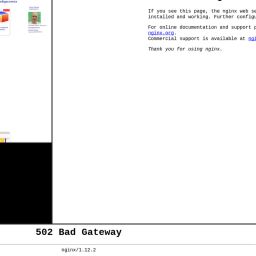 If you see this page, the nginx web se
installed and working. Further configu
For online documentation and support p
nginx.org.
Commercial support is available at ngi
Thank you for using nginx.
502 Bad Gateway
nginx/1.12.2